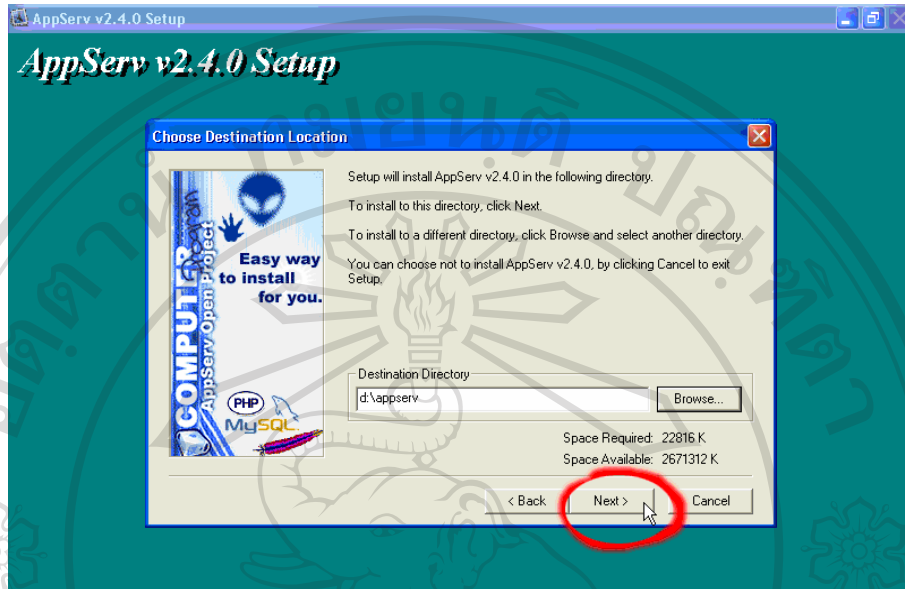 AppServ v2.4.0 Setup
AppServ v2.4.0 Setup
Choose Destination Location
Setup will install AppServ v2.4.0 in the following directory.
To install to this directory, click Next.
To install to a different directory, click Browse and select another directory.
You can choose not to install AppServ v2.4.0, by clicking Cancel to exit
Setup.
COMPUTER
Program
AppServ Open Project
Easy way
to install
for you.
PHP
MySQL
Destination Directory
d:\appserv
Browse...
Space Required: 22816 K
Space Available: 2671312 K
< Back
Next >
Cancel